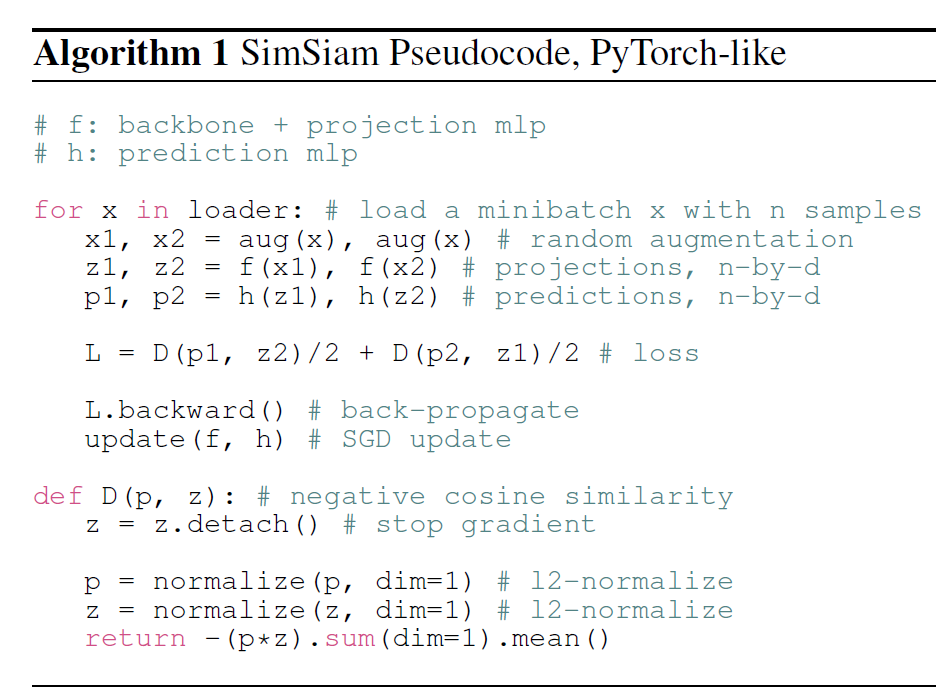 Algorithm 1 SimSiam Pseudocode, PyTorch-like
# f: backbone + projection mlp
# h: prediction mlp
for x in loader: # load a minibatch x with n samples
x1, x2 = aug(x), aug(x) # random augmentation
z1, z2 = f(x1), f(x2) # projections, n-by-d
p1, p2 = h(z1), h(z2) # predictions, n-by-d
L = D(p1, z2)/2 + D(p2, z1)/2 # loss
L.backward() # back-propagate
update(f, h) # SGD update
def D(p, z): # negative cosine similarity
z = z.detach() # stop gradient
p = normalize(p, dim=1) # l2-normalize
z = normalize(z, dim=1) # l2-normalize
return -(p*z).sum(dim=1).mean()